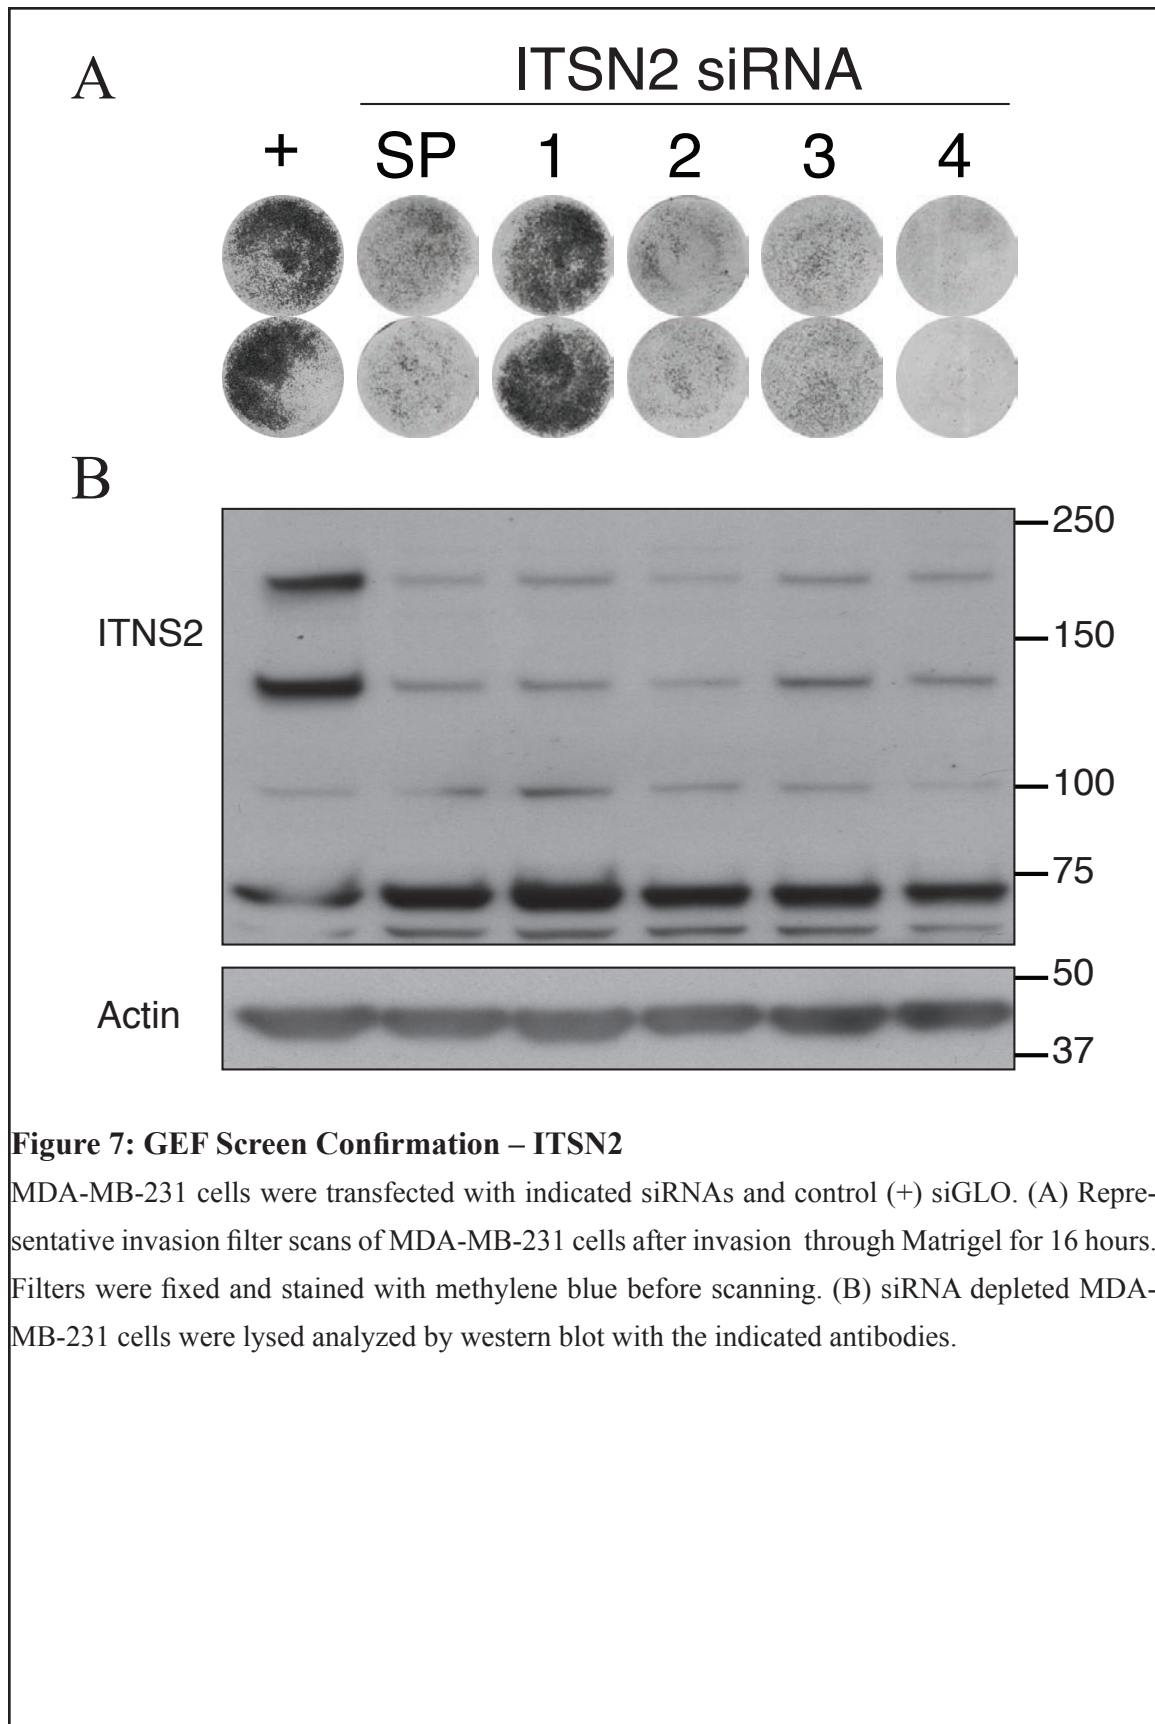 A
ITSN2 siRNA
+ SP 1 2 3 4
B
250
ITNS2
150
100
75
50
Actin
37
Figure 7: GEF Screen Confirmation – ITSN2
MDA-MB-231 cells were transfected with indicated siRNAs and control (+) siGLO. (A) Repre-
sentative invasion filter scans of MDA-MB-231 cells after invasion through Matrigel for 16 hours.
Filters were fixed and stained with methylene blue before scanning. (B) siRNA depleted MDA-
MB-231 cells were lysed analyzed by western blot with the indicated antibodies.